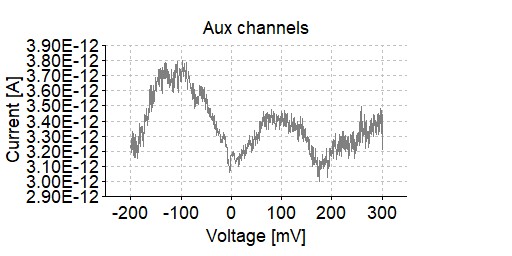 Aux channels
3.90E-12
3.80E-12
3.70E-12
3.60E-12
3.50E-12
3.40E-12
3.30E-12
3.20E-12
3.10E-12
3.00E-12
2.90E-12
Current [A]
-200 -100 0 100 200 300
Voltage [mV]